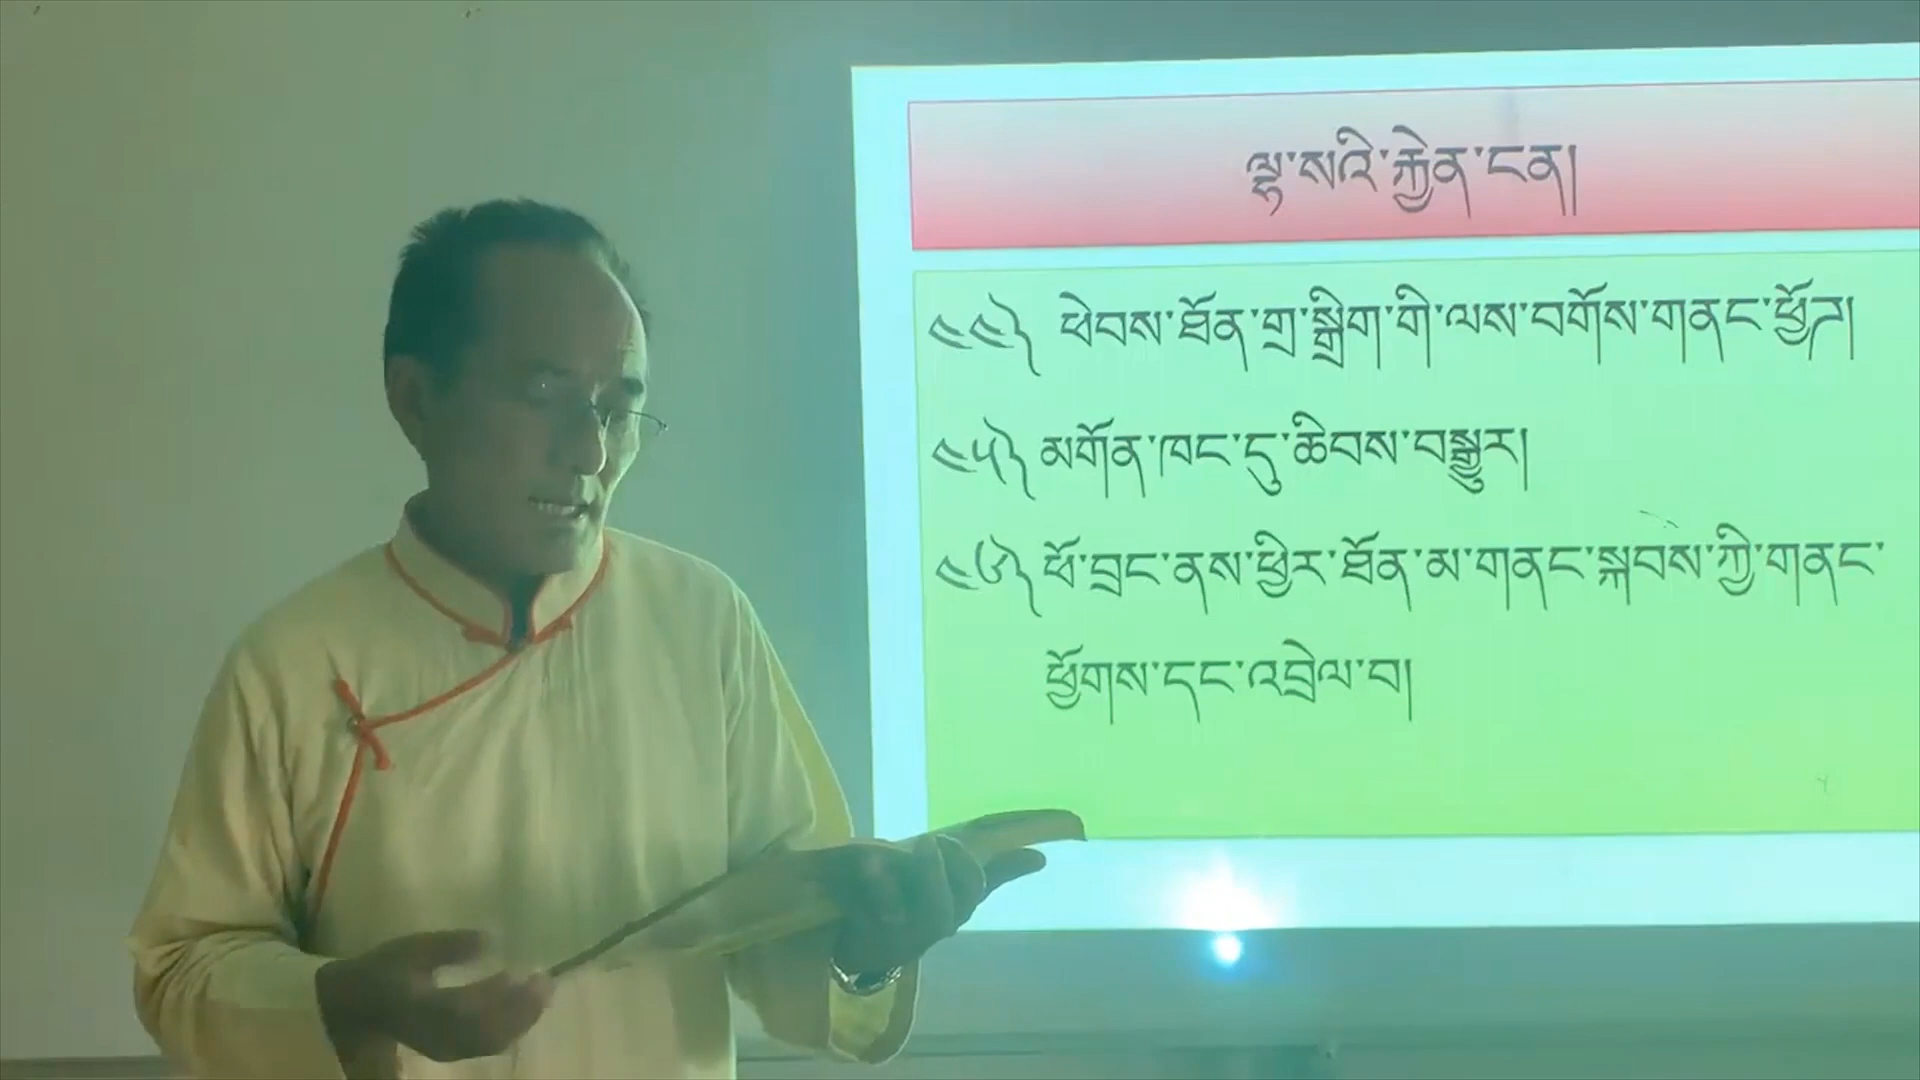 ལྷ་སའི་རྐྱེན་ངན།
༤༤༽ ཕེབས་ཐོན་གྲ་སྒྲིག་གི་ལས་བགོས་གནང་ཕྱོཊ།
༤༥༽ མགྲོན་ཁང་དུ་ཆིབས་བསྒྱུར།
༤༦༽ ཕོ་བྲང་ནས་ཕྱིར་ཐོན་མ་གནང་སྐབས་ཀྱི་གནང་
ཕྱོགས་དང་འབྲེལ་བ།